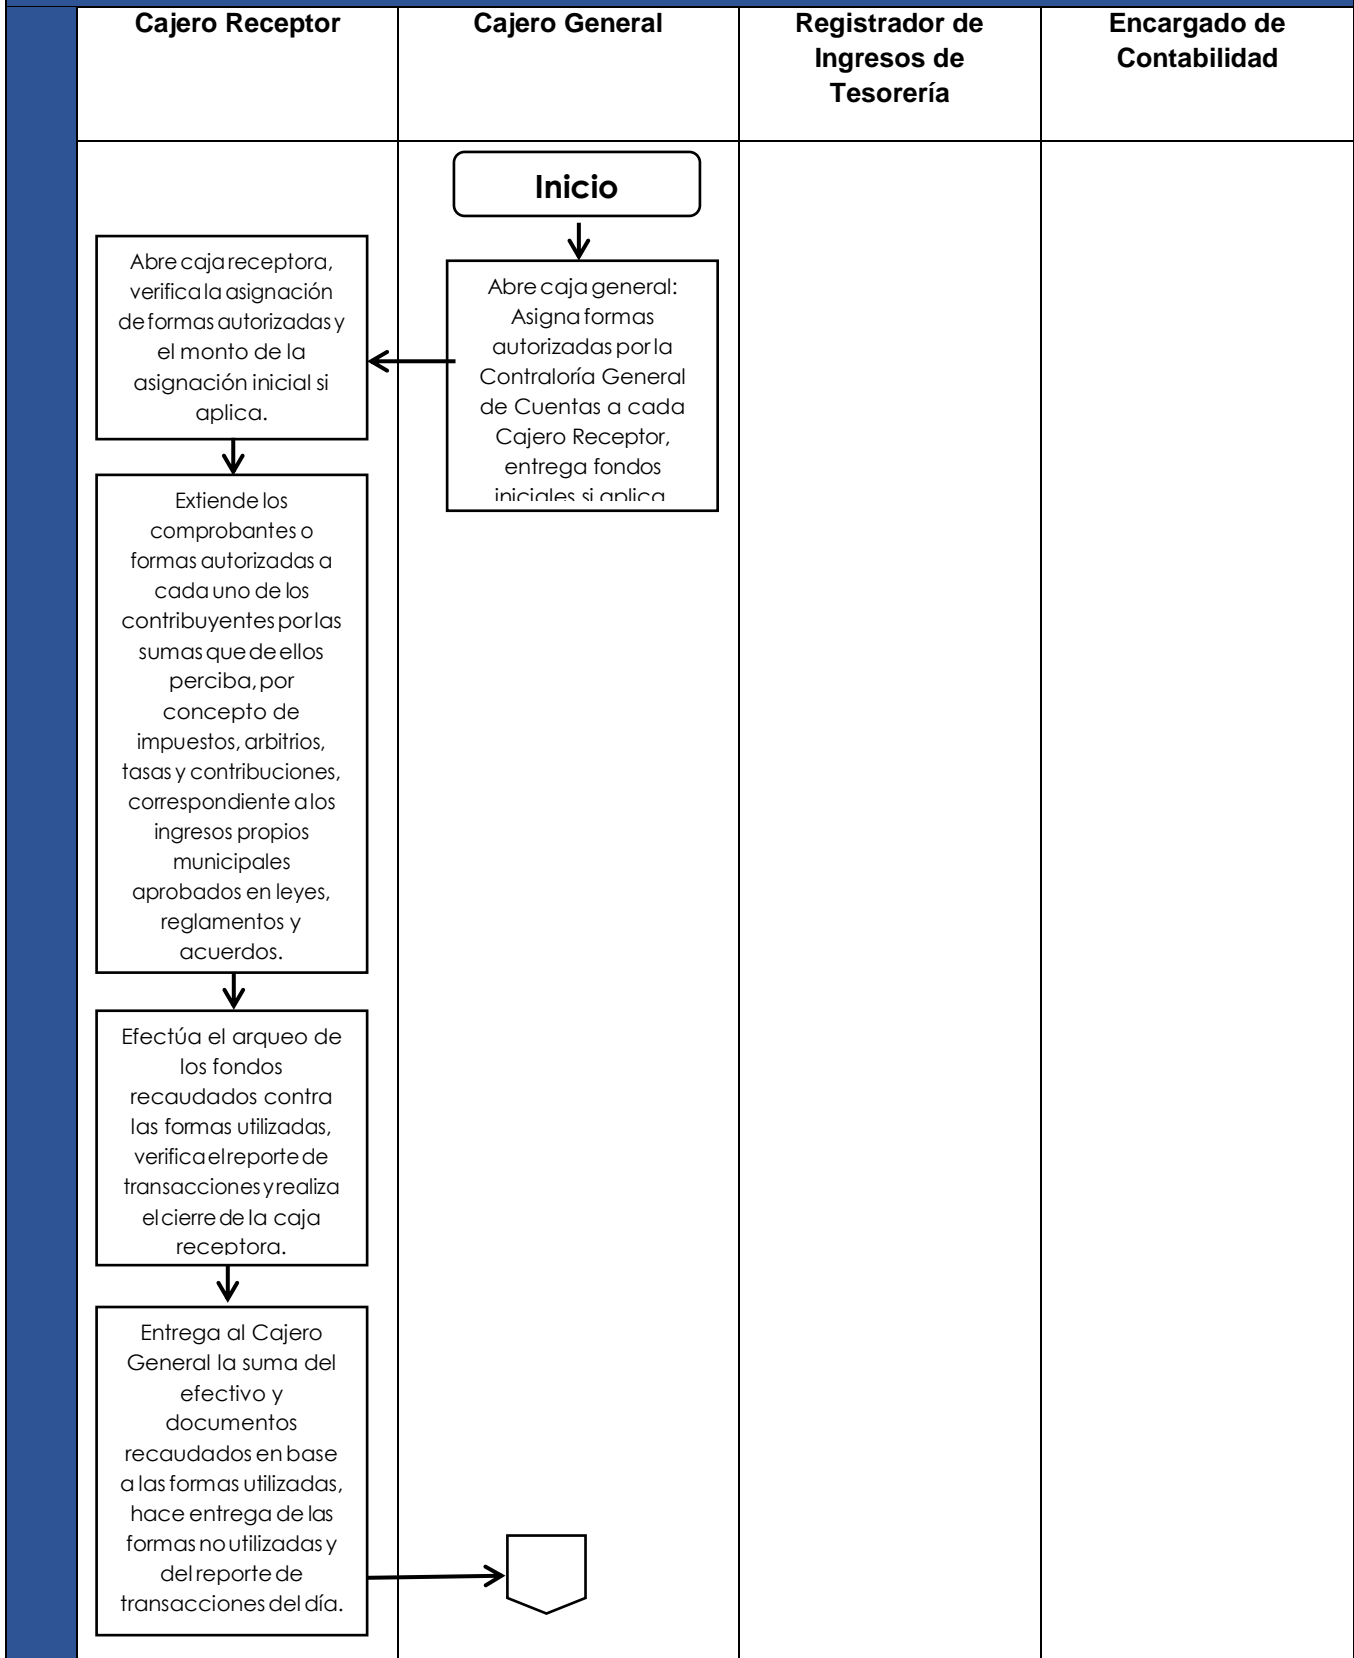 Cajero Receptor
Cajero General
Registrador de
Ingresos de
Tesorería
Encargado de
Contabilidad
Inicio
Abre caja general:
Asigna formas
autorizadas por la
Contraloría General
de Cuentas a cada
Cajero Receptor,
entrega fondos
iniciales si aplica
Abre caja receptora,
verifica la asignación
de formas autorizadas y
el monto de la
asignación inicial si
aplica.
Extiende los
comprobantes o
formas autorizadas a
cada uno de los
contribuyentes por las
sumas que de ellos
perciba, por
concepto de
impuestos, arbitrios,
tasas y contribuciones,
correspondiente a los
ingresos propios
municipales
aprobados en leyes,
reglamentos y
acuerdos.
Efectúa el arqueo de
los fondos
recaudados contra
las formas utilizadas,
verifica el reporte de
transacciones y realiza
el cierre de la caja
receptora.
Entrega al Cajero
General la suma del
efectivo y
documentos
recaudados en base
a las formas utilizadas,
hace entrega de las
formas no utilizadas y
del reporte de
transacciones del día.